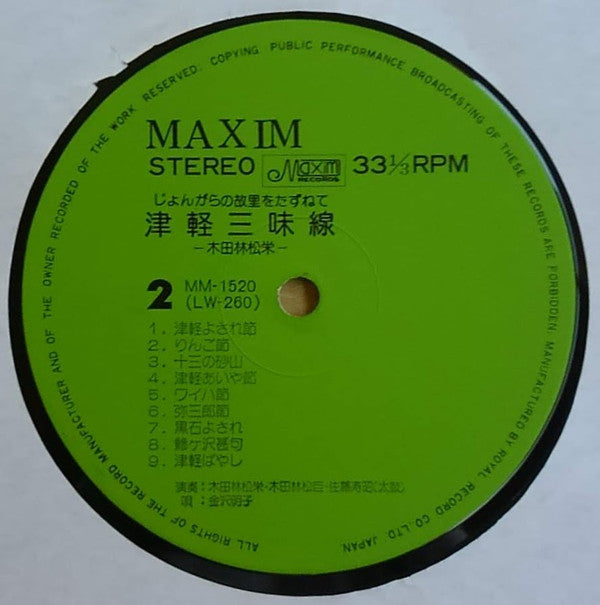 ALL RIGHTS OF THE RECORD MANUFACTURER AND OF THE OWNER RECORDED OF THE WORK RESERVED. COPYING PUBLIC PERFORMANCE BROADCASTING OF THESE RECORDS ARE FORBIDDEN. MANUFACTURED BY ROYAL RECORD CO., LTD. JAPAN
MAXIM
STEREO Maxim RECORDS 33⅓RPM
じょんがらの故里をたずねて
津軽三味線
−木田林松栄−
2 MM-1520
(LW-260)
1. 津軽よされ節
2. りんご節
3. 十三の砂山
4. 津軽あいや節
5. ワイハ節
6. 弥三郎節
7. 黒石よされ
8. 鰺ケ沢甚句
9. 津軽ばやし
演奏:木田林松栄・木田林松・佐藤寿昭(太鼓)
唄:金沢明子